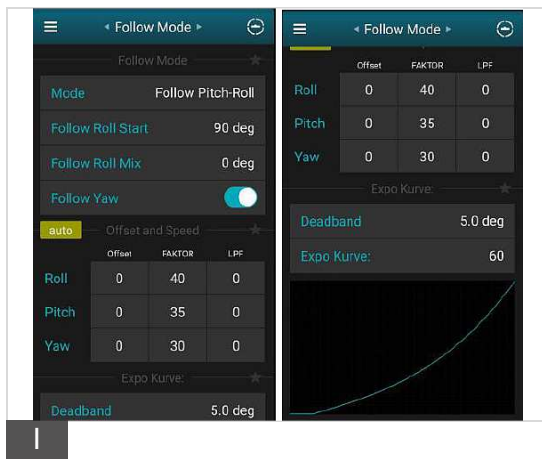 Follow Mode
Follow Mode
Mode Follow Pitch-Roll
Follow Roll Start 90 deg
Follow Roll Mix 0 deg
Follow Yaw
auto Offset and Speed
Offset FAKTOR LPF
Roll 0 40 0
Pitch 0 35 0
Yaw 0 30 0
Expo Kurve:
Deadband 5.0 deg
I
Follow Mode
Offset FAKTOR LPF
Roll 0 40 0
Pitch 0 35 0
Yaw 0 30 0
Expo Kurve:
Deadband 5.0 deg
Expo Kurve: 60